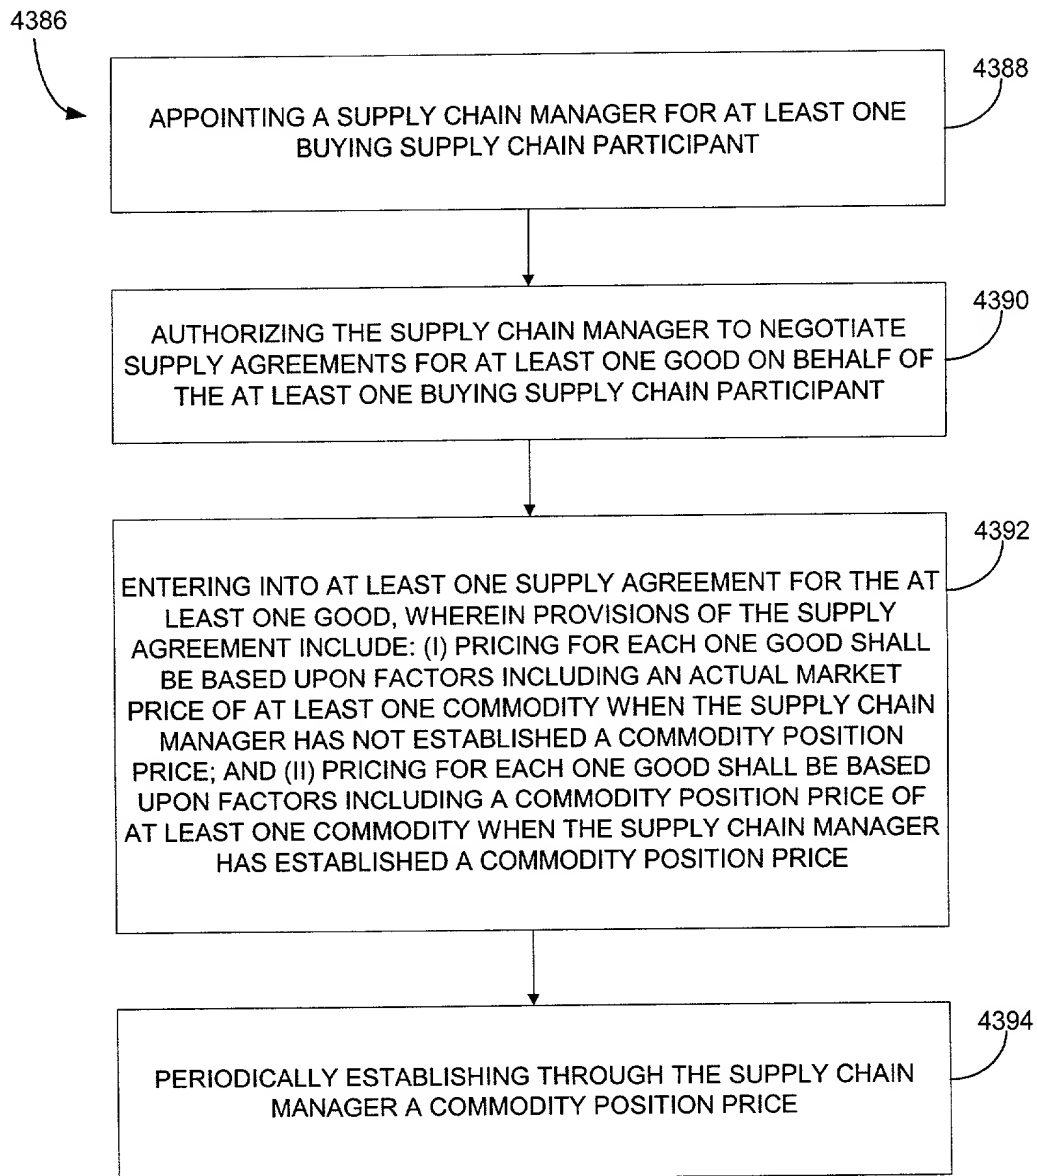 4386
4388
APPOINTING A SUPPLY CHAIN MANAGER FOR AT LEAST ONE
BUYING SUPPLY CHAIN PARTICIPANT
4390
AUTHORIZING THE SUPPLY CHAIN MANAGER TO NEGOTIATE
SUPPLY AGREEMENTS FOR AT LEAST ONE GOOD ON BEHALF OF
THE AT LEAST ONE BUYING SUPPLY CHAIN PARTICIPANT
4392
ENTERING INTO AT LEAST ONE SUPPLY AGREEMENT FOR THE AT
LEAST ONE GOOD, WHEREIN PROVISIONS OF THE SUPPLY
AGREEMENT INCLUDE: (I) PRICING FOR EACH ONE GOOD SHALL
BE BASED UPON FACTORS INCLUDING AN ACTUAL MARKET
PRICE OF AT LEAST ONE COMMODITY WHEN THE SUPPLY CHAIN
MANAGER HAS NOT ESTABLISHED A COMMODITY POSITION
PRICE; AND (II) PRICING FOR EACH ONE GOOD SHALL BE BASED
UPON FACTORS INCLUDING A COMMODITY POSITION PRICE OF
AT LEAST ONE COMMODITY WHEN THE SUPPLY CHAIN MANAGER
HAS ESTABLISHED A COMMODITY POSITION PRICE
4394
PERIODICALLY ESTABLISHING THROUGH THE SUPPLY CHAIN
MANAGER A COMMODITY POSITION PRICE